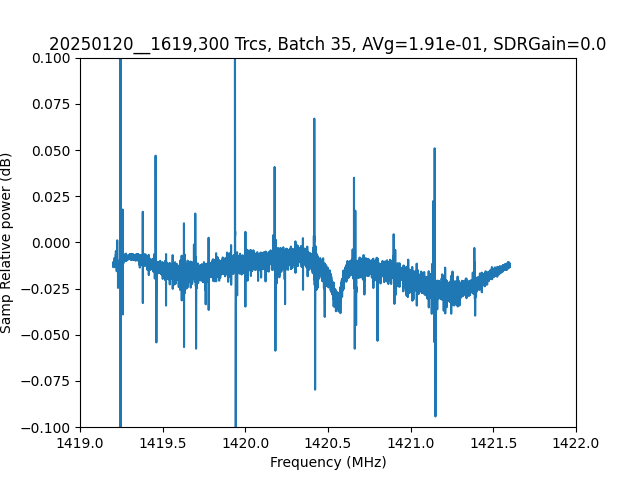 20250120__1619,300 Trcs, Batch 35, AVg=1.91e-01, SDRGain=0.0
Samp Relative power (dB)
0.100
0.075
0.050
0.025
0.000
−0.025
−0.050
−0.075
−0.100
1419.0 1419.5 1420.0 1420.5 1421.0 1421.5 1422.0
Frequency (MHz)